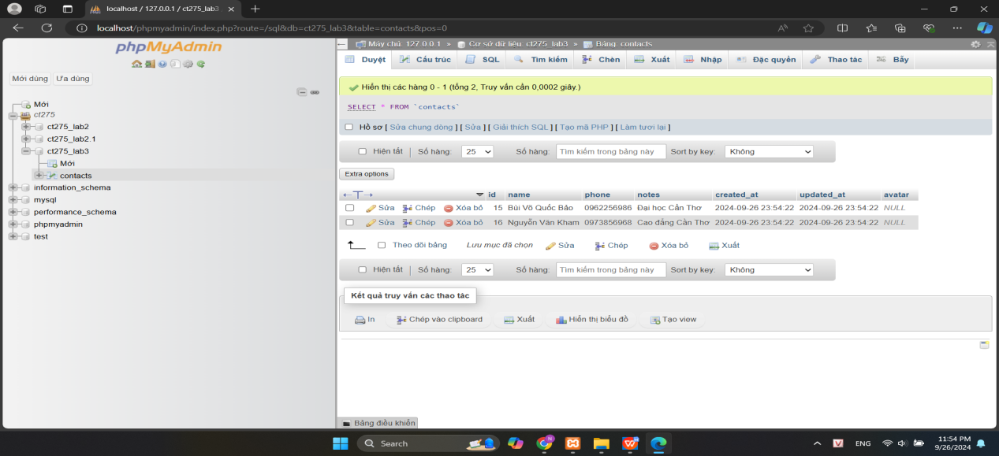 localhost / 127.0.0.1 / ct275_lab3
localhost/phpmyadmin/index.php?route=/sql&db=ct275_lab3&table=contacts&pos=0
phpMyAdmin
Mới dùng Ưa dùng
Mới
ct275
ct275_lab2
ct275_lab2.1
ct275_lab3
Mới
contacts
information_schema
mysql
performance_schema
phpmyadmin
test
Máy chủ: 127.0.0.1 » Cơ sở dữ liệu: ct275_lab3 » Bảng: contacts
Duyệt Cấu trúc SQL Tìm kiếm Chèn Xuất Nhập Đặc quyền Thao tác Bẫy
Hiển thị các hàng 0 - 1 (tổng 2, Truy vấn cần 0,0002 giây.)
SELECT * FROM `contacts`
Hồ sơ [ Sửa chung dòng ] [ Sửa ] [ Giải thích SQL ] [ Tạo mã PHP ] [ Làm tươi lại ]
Hiện tất | Số hàng: 25 Số hàng: Tìm kiếm trong bảng này Sort by key: Không
Extra options
←T→ id name phone notes created_at updated_at avatar
Sửa Chép Xóa bỏ 15 Bùi Võ Quốc Bảo 0962256986 Đại học Cần Thơ 2024-09-26 23:54:22 2024-09-26 23:54:22 NULL
Sửa Chép Xóa bỏ 16 Nguyễn Văn Kham 0973856968 Cao đẳng Cần Thơ 2024-09-26 23:54:22 2024-09-26 23:54:22 NULL
Theo dõi bảng Lưu mục đã chọn Sửa Chép Xóa bỏ Xuất
Hiện tất | Số hàng: 25 Số hàng: Tìm kiếm trong bảng này Sort by key: Không
Kết quả truy vấn các thao tác
In Chép vào clipboard Xuất Hiển thị biểu đồ Tạo view
Bảng điều khiển
Search
ENG
11:54 PM
9/26/2024